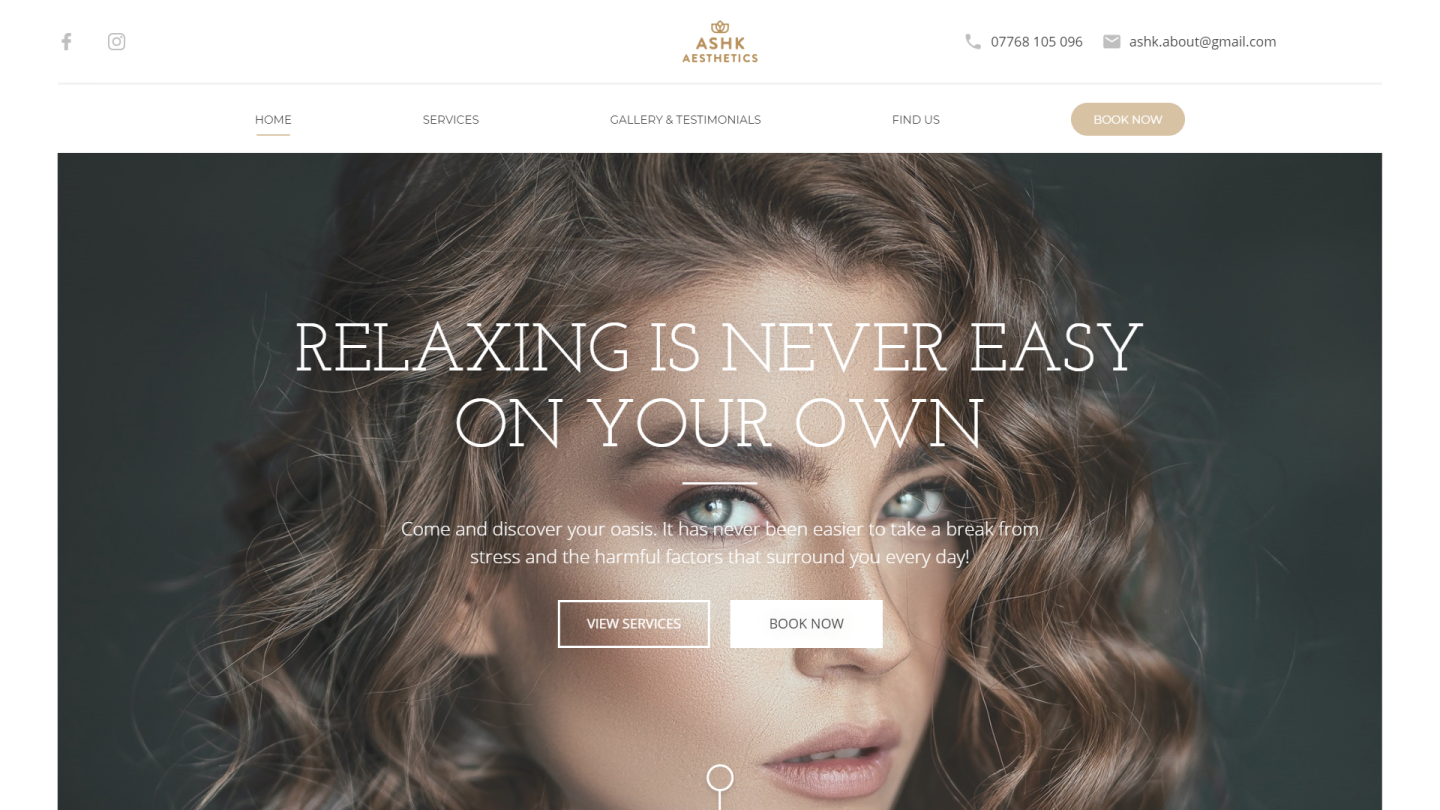 ASHK
AESTHETICS
07768 105 096
ashk.about@gmail.com
HOME
SERVICES
GALLERY & TESTIMONIALS
FIND US
BOOK NOW
RELAXING IS NEVER EASY
ON YOUR OWN
Come and discover your oasis. It has never been easier to take a break from
stress and the harmful factors that surround you every day!
VIEW SERVICES
BOOK NOW